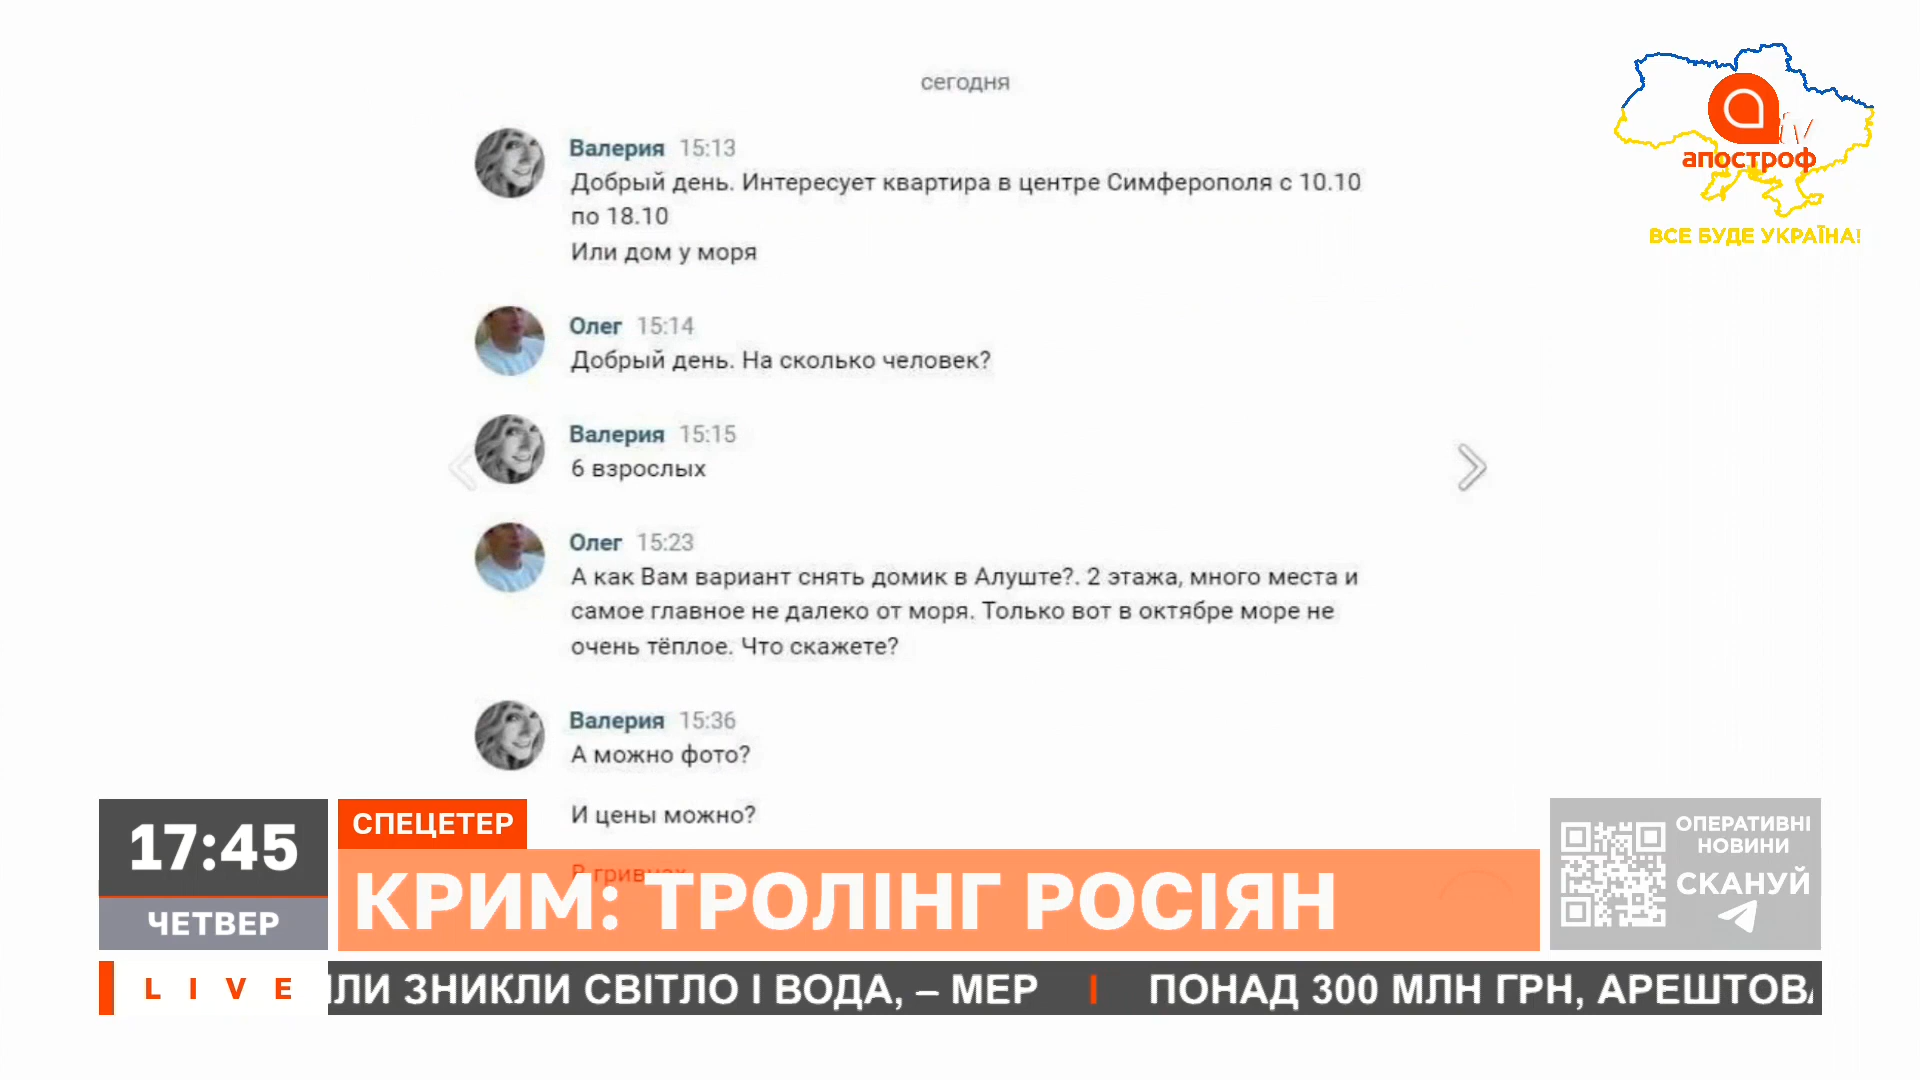 сегодня
Валерия 15:13
Добрый день. Интересует квартира в центре Симферополя с 10.10
по 18.10
Или дом у моря
Олег 15:14
Добрый день. На сколько человек?
Валерия 15:15
6 взрослых
Олег 15:23
А как Вам вариант снять домик в Алуште?. 2 этажа, много места и
самое главное не далеко от моря. Только вот в октябре море не
очень тёплое. Что скажете?
Валерия 15:36
А можно фото?
И цены можно?
В гривнах
tv
апостроф
ВСЕ БУДЕ УКРАЇНА!
17:45
ЧЕТВЕР
СПЕЦЕТЕР
КРИМ: ТРОЛІНГ РОСІЯН
ОПЕРАТИВНІ
НОВИНИ
СКАНУЙ
LIVE
ЗНИКЛИ СВІТЛО І ВОДА, – МЕР | ПОНАД 300 МЛН ГРН,